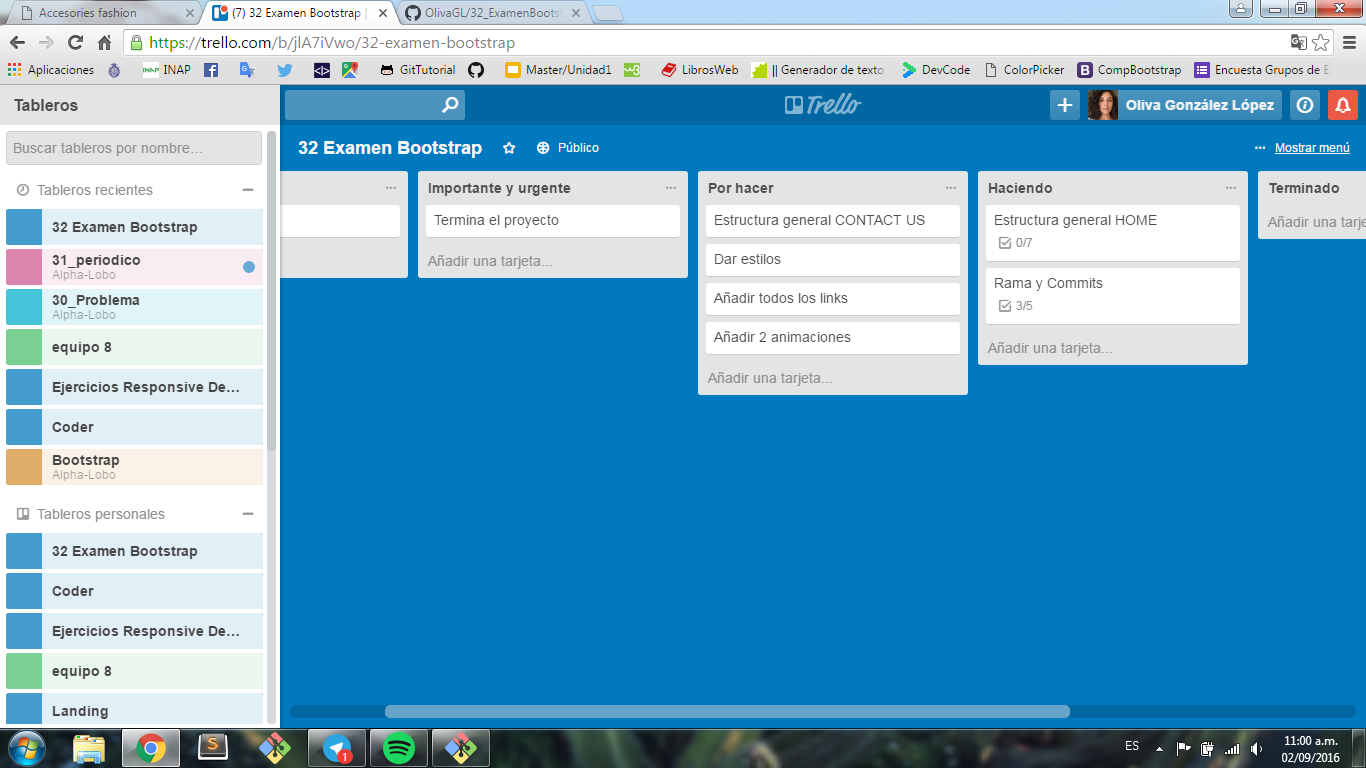 Accesories fashion
(7) 32 Examen Bootstrap |
OlivaGL/32_ExamenBootst
https://trello.com/b/jlA7iVwo/32-examen-bootstrap
Aplicaciones
INAP
GitTutorial
Master/Unidad1
w3
LibrosWeb
|| Generador de texto
DevCode
ColorPicker
CompBootstrap
Encuesta Grupos de E
Tableros
Trello
Oliva González López
Buscar tableros por nombre...
32 Examen Bootstrap
Público
Mostrar menú
Tableros recientes
32 Examen Bootstrap
31_periodico
Alpha-Lobo
30_Problema
Alpha-Lobo
equipo 8
Ejercicios Responsive De...
Coder
Bootstrap
Alpha-Lobo
Tableros personales
32 Examen Bootstrap
Coder
Ejercicios Responsive De...
equipo 8
Landing
Importante y urgente
Termina el proyecto
Añadir una tarjeta...
Por hacer
Estructura general CONTACT US
Dar estilos
Añadir todos los links
Añadir 2 animaciones
Añadir una tarjeta...
Haciendo
Estructura general HOME
0/7
Rama y Commits
3/5
Añadir una tarjeta...
Terminado
Añadir una tarje
1
ES
11:00 a.m.
02/09/2016